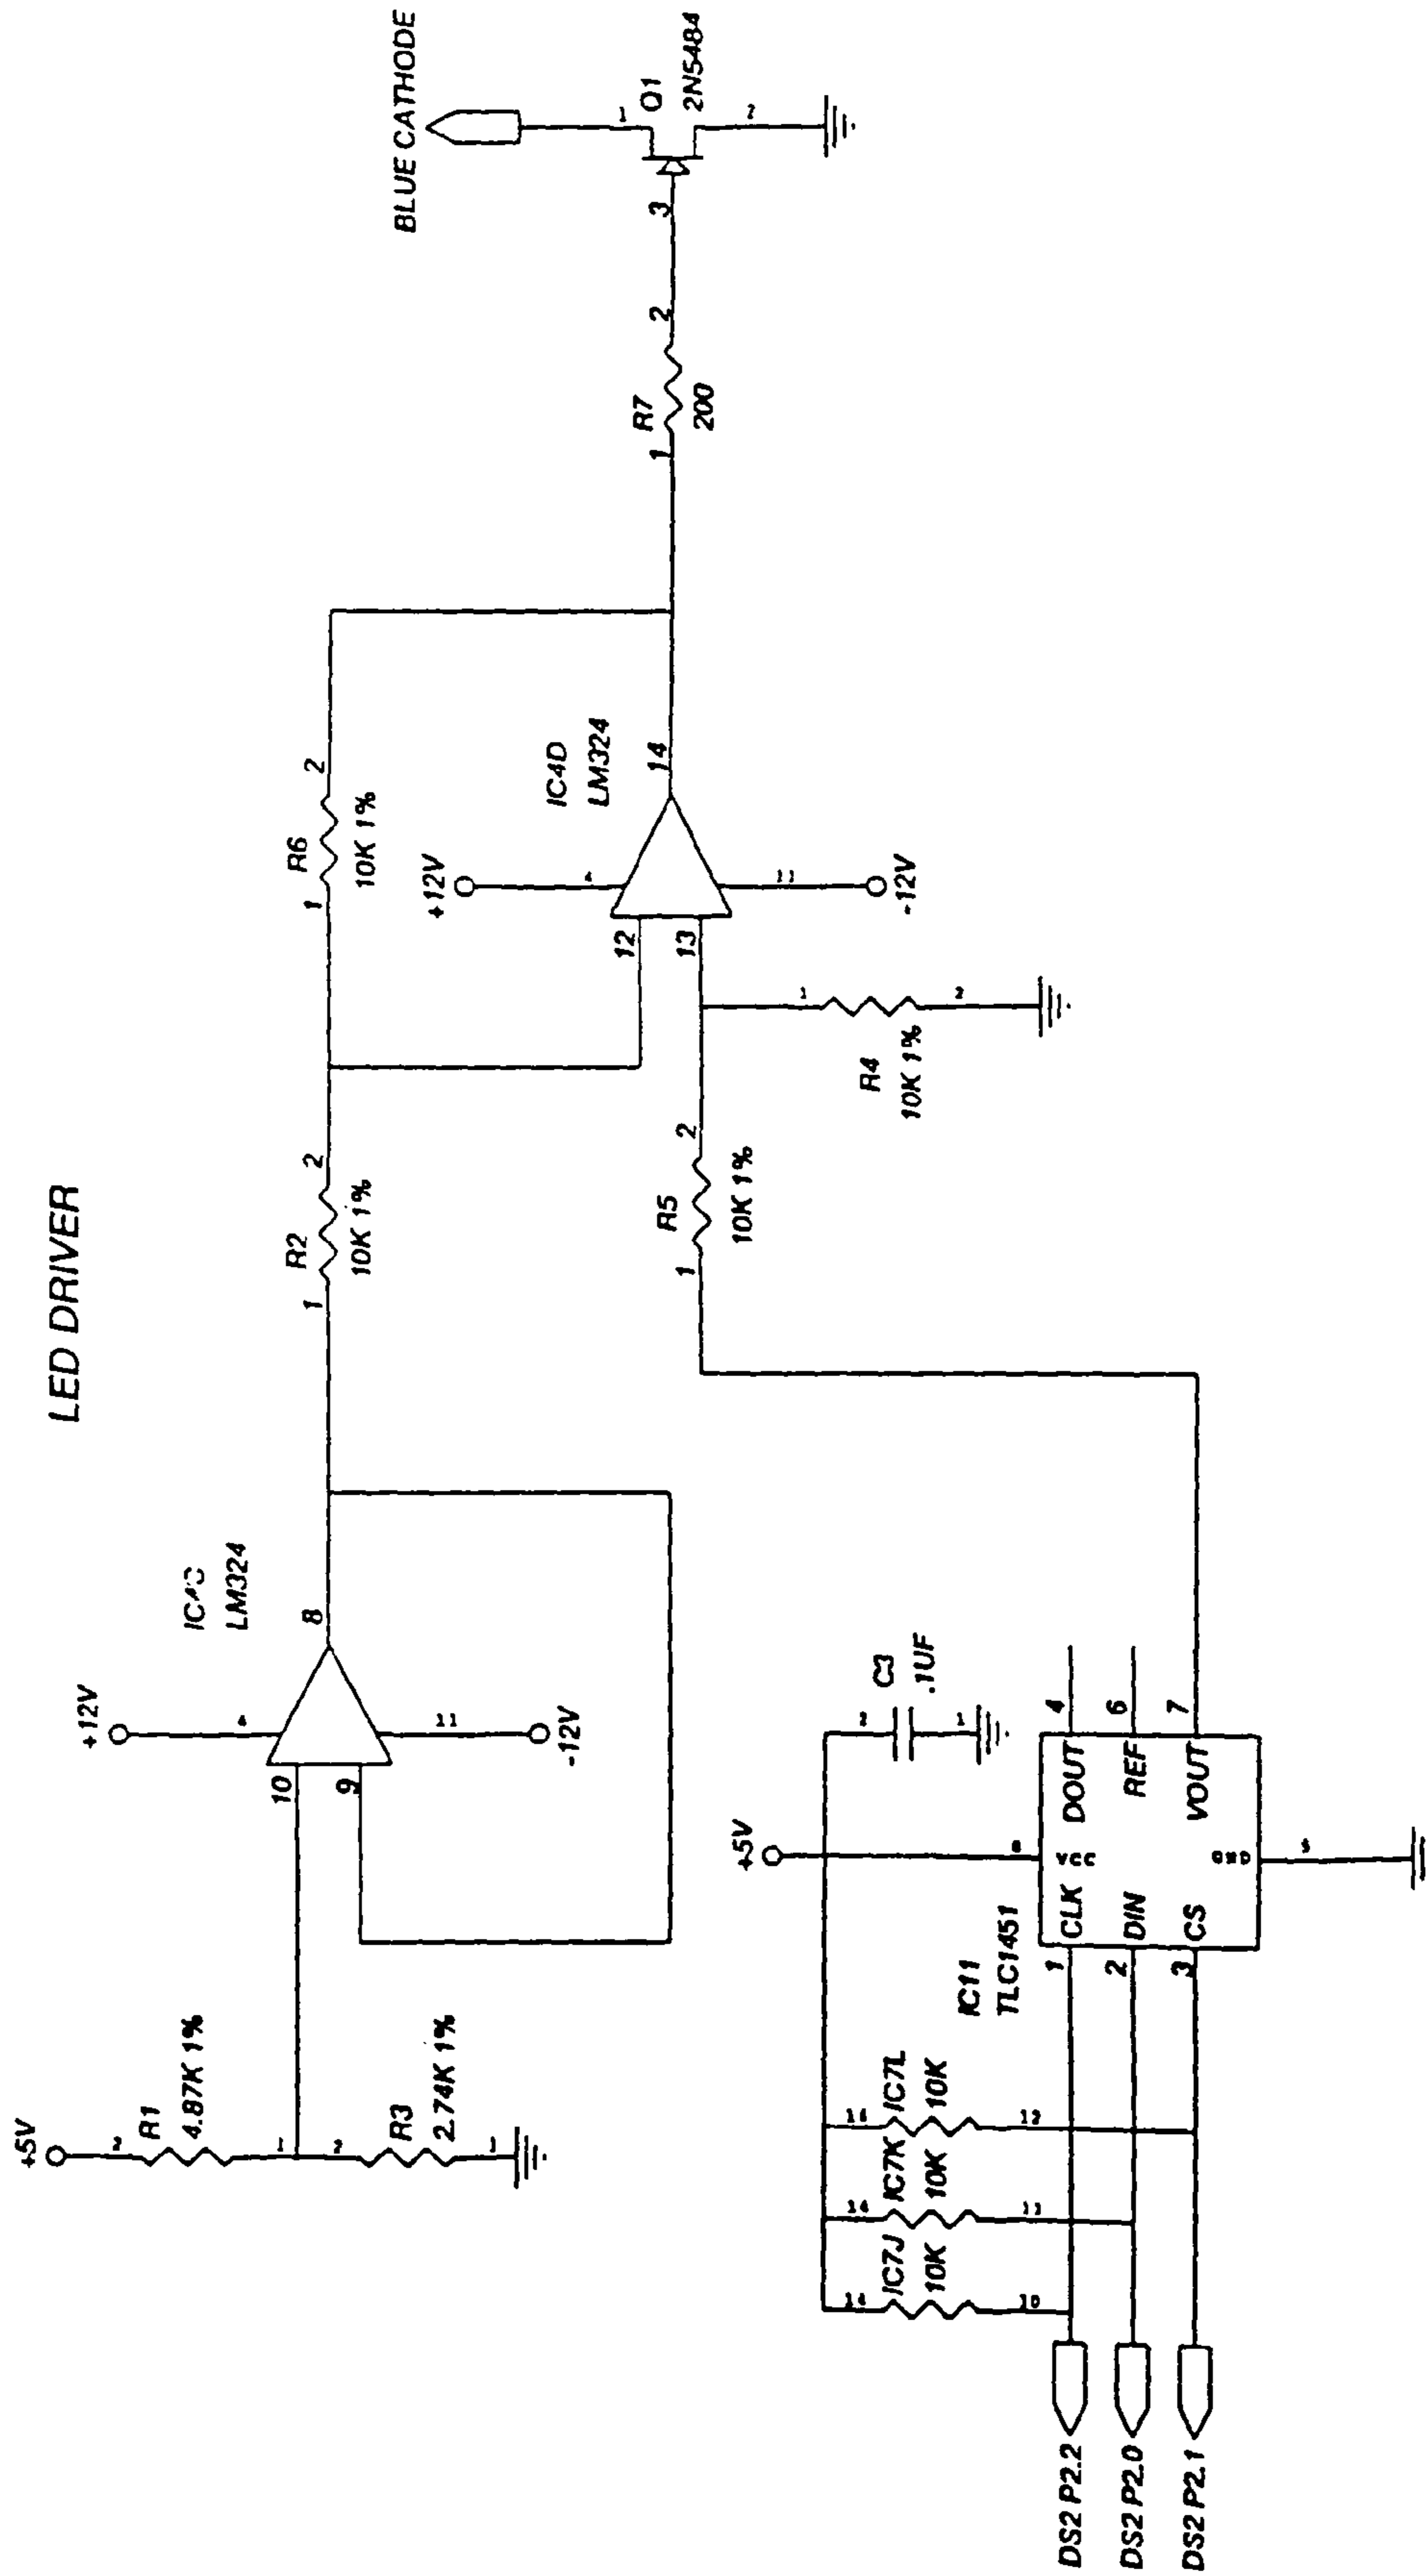 LED DRIVER
+5V
2
R1
4.87K 1%
1
2
R3
2.74K 1%
1
+12V
4
10
9
8
11
-12V
LM324
1
R2
2
10K 1%
1
R6
2
10K 1%
IC4D
LM324
+12V
4
12
13
14
11
-12V
1
R5
2
10K 1%
1
2
R4
10K 1%
1
R7
2
200
3
1
Q1
2N5484
2
BLUE CATHODE
+5V
2
C3
.1UF
1
14
IC7J
10K
10
14
IC7K
10K
11
IC7L
10K
12
IC11
TLC1451
8
VCC
1
CLK
2
DIN
3
CS
DOUT
4
REF
6
VOUT
7
GND
5
DS2 P2.2
DS2 P2.0
DS2 P2.1